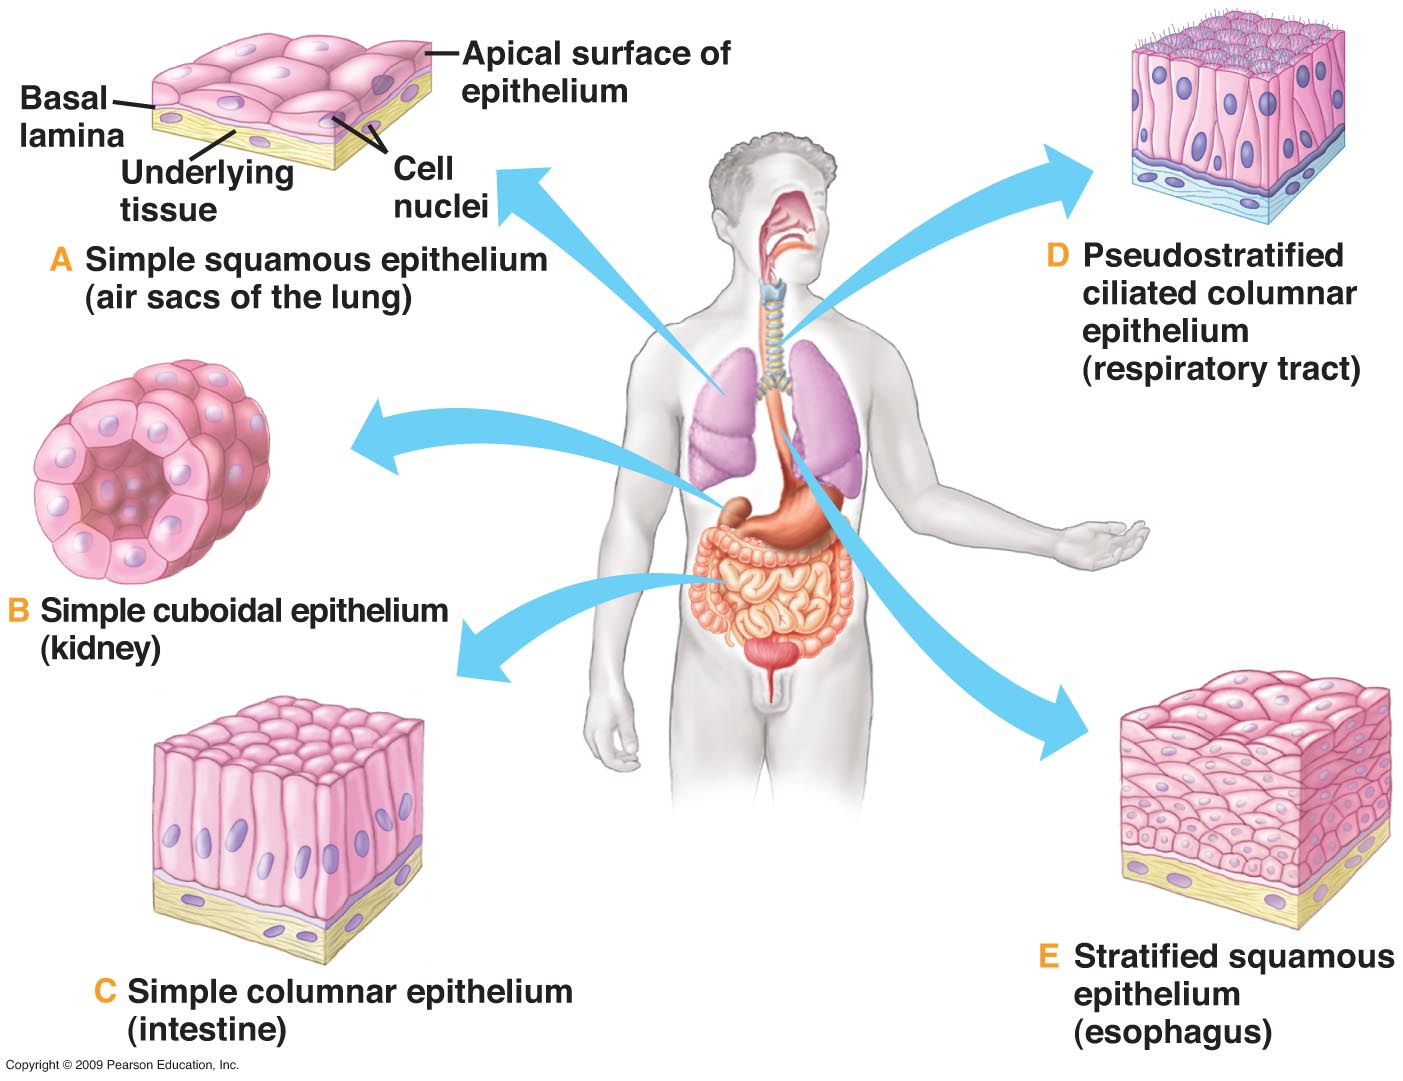 Apical surface of
epithelium
Basal
lamina
Underlying
tissue
Cell
nuclei
A Simple squamous epithelium
(air sacs of the lung)
D Pseudostratified
ciliated columnar
epithelium
(respiratory tract)
B Simple cuboidal epithelium
(kidney)
C Simple columnar epithelium
(intestine)
E Stratified squamous
epithelium
(esophagus)
Copyright © 2009 Pearson Education, Inc.